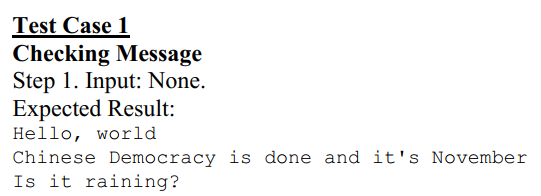 Test Case 1
Checking Message
Step 1. Input: None.
Expected Result:
Hello, world
Chinese Democracy is done and it's November
Is it raining?